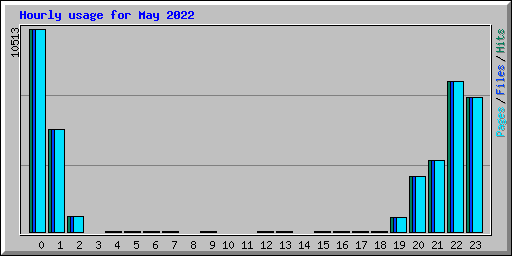 Hourly usage for May 2022
10513
Pages/Files/Hits
0 1 2 3 4 5 6 7 8 9 10 11 12 13 14 15 16 17 18 19 20 21 22 23